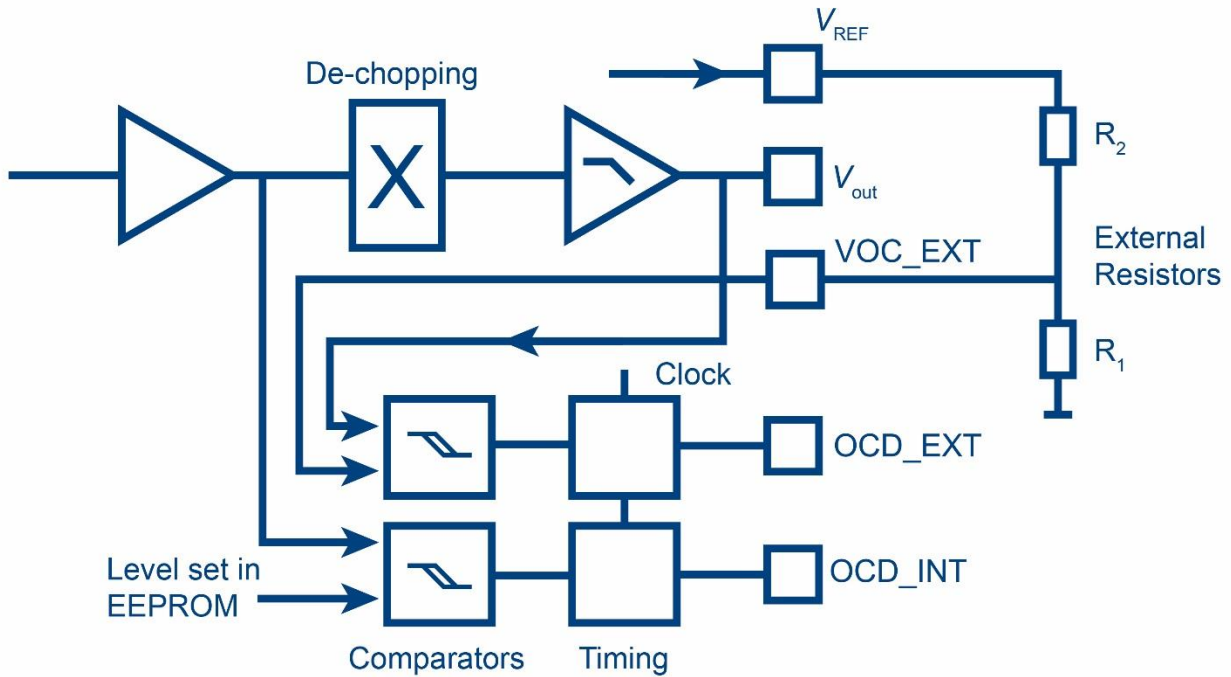 V_REF
De-chopping
X
R_2
V_out
VOC_EXT
External
Resistors
R_1
Clock
OCD_EXT
Level set in
EEPROM
OCD_INT
Comparators
Timing